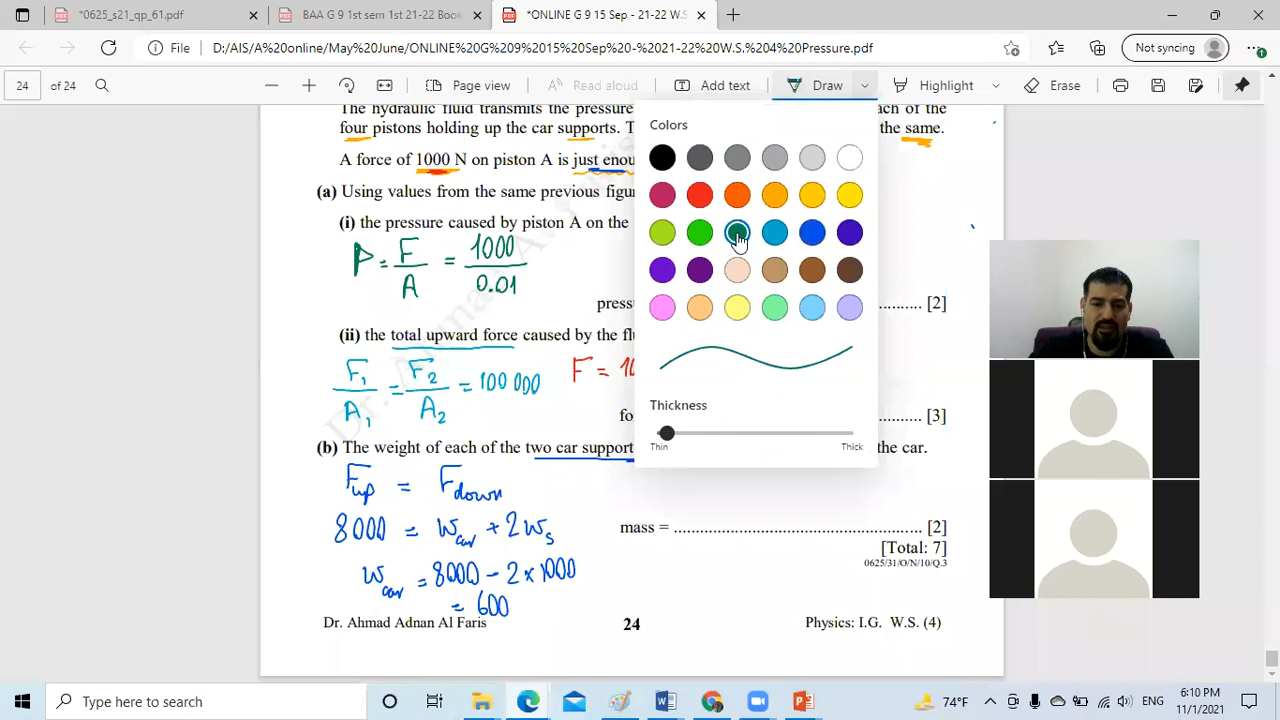 "0625_s21_qp_61.pdf
BAA G 9 1st sem 1st 21-22 Book
*ONLINE G 9 15 Sep - 21-22 W.S.
File
D:/AIS/A%20online/May%20June/ONLINE%20G%209%2015%20Sep%20-%2021-22%20W.S.%204%20Pressure.pdf
Not syncing
24 of 24
Page view
Read aloud
Add text
Draw
Highlight
Erase
The hydraulic fluid transmits the pressure
ach of the
four pistons holding up the car supports. T
the same.
A force of 1000 N on piston A is just enou
(a) Using values from the same previous figur
(i) the pressure caused by piston A on the
P = F/A = 1000/0.01
press
........... [2]
(ii) the total upward force caused by the flu
F1/A1 = F2/A2 = 100 000
F = 10
fo
........... [3]
(b) The weight of each of the two car support
the car.
Fup = Fdown
8000 = Wcar + 2Ws
mass = ........................................................ [2]
[Total: 7]
0625/31/O/N/10/Q.3
Wcar = 8000 - 2 × 1000
= 600
Dr. Ahmad Adnan Al Faris
24
Physics: I.G. W.S. (4)
Colors
Thickness
Thin
Thick
Type here to search
74°F
ENG
6:10 PM
11/1/2021